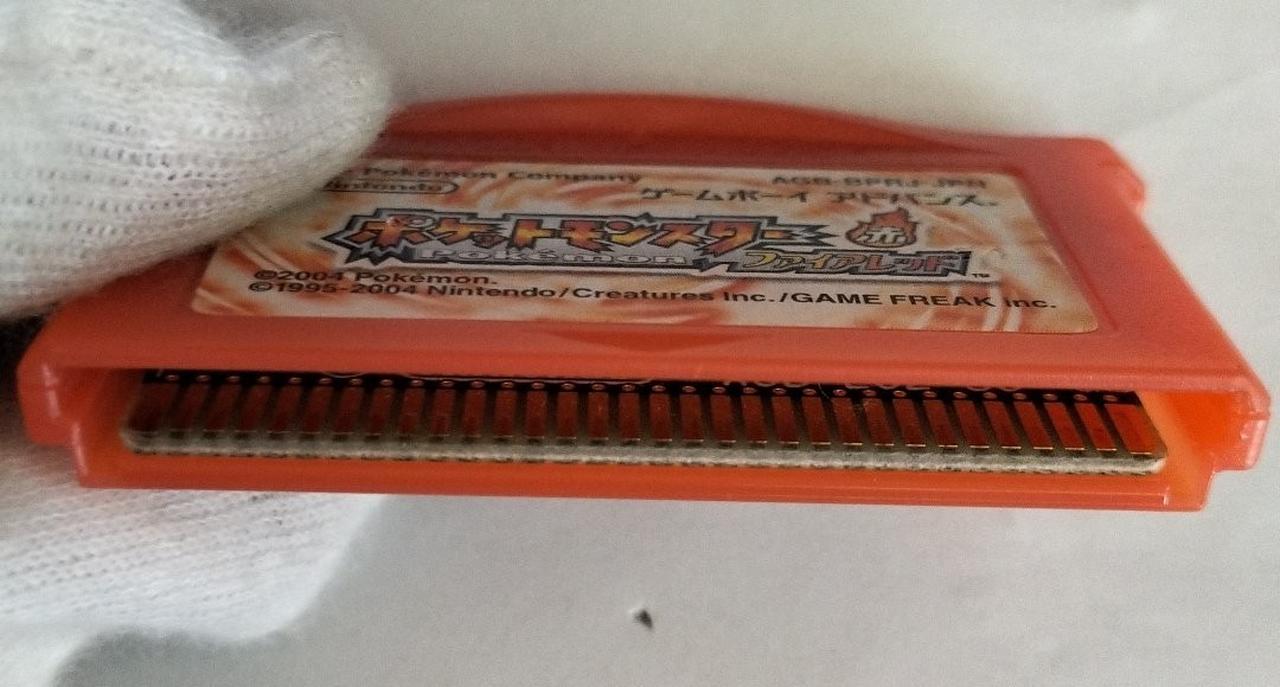 Pokémon Company
Nintendo
AGB-BPRJ-JPN
ゲームボーイ アドバンス
ポケットモンスター 赤
Pokémon ファイアレッド TM
©2004 Pokémon.
©1995-2004 Nintendo/Creatures Inc./GAME FREAK inc.